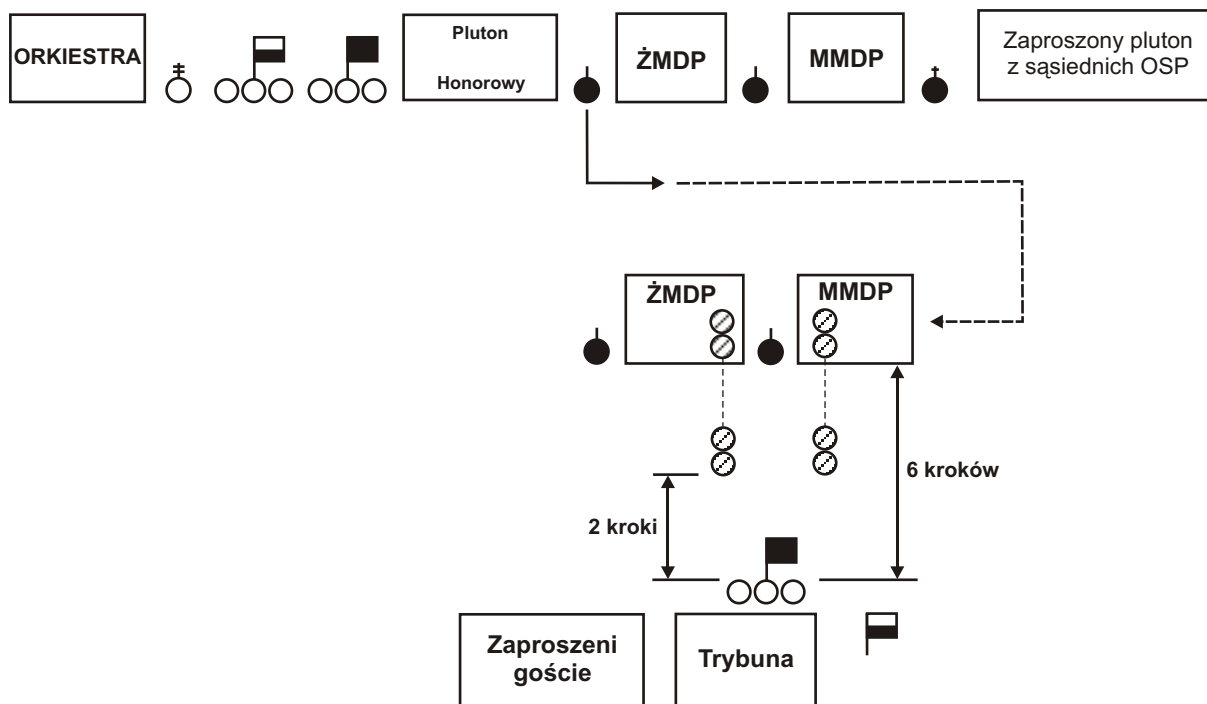 ORKIESTRA
Pluton
Honorowy
ŻMDP
MMDP
Zaproszony pluton
z sąsiednich OSP
ŻMDP
MMDP
6 kroków
2 kroki
Zaproszeni
goście
Trybuna